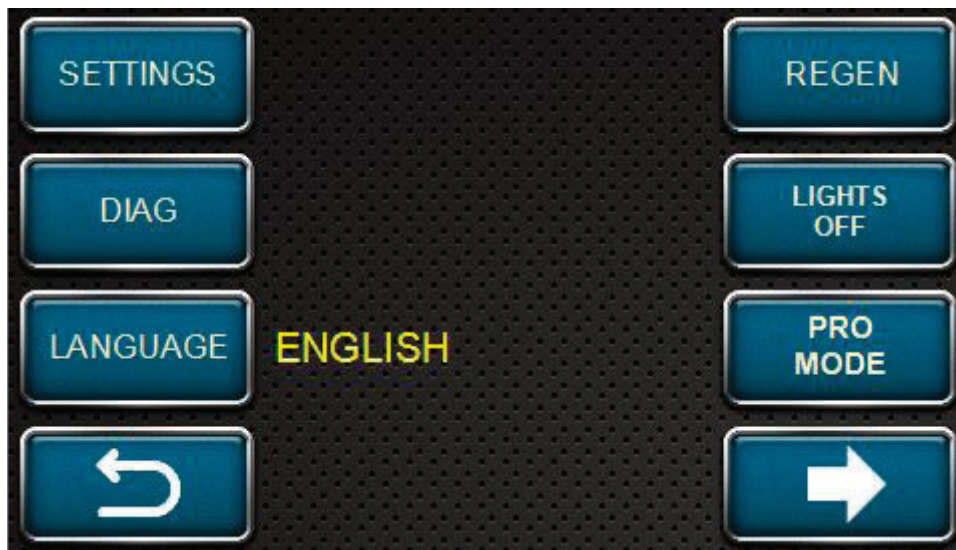 SETTINGS
REGEN
DIAG
LIGHTS
OFF
LANGUAGE
ENGLISH
PRO
MODE